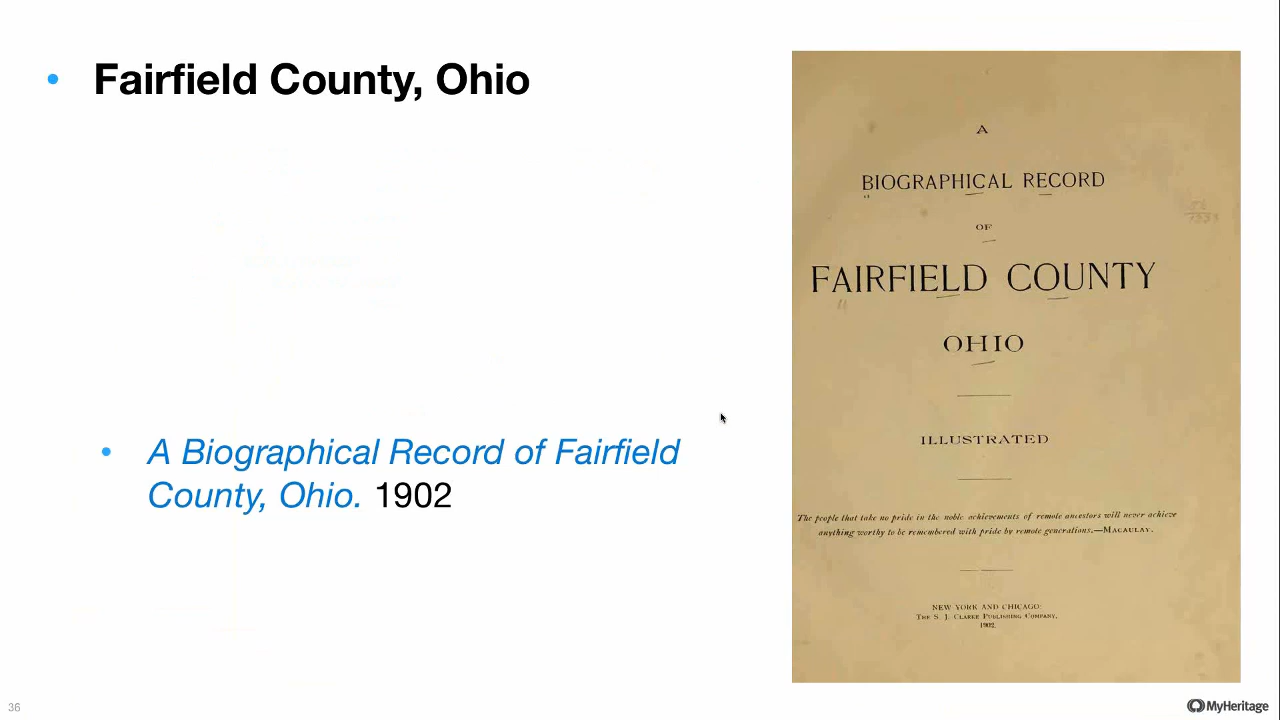 Fairfield County, Ohio
A Biographical Record of Fairfield
County, Ohio. 1902
A
BIOGRAPHICAL RECORD
OF
FAIRFIELD COUNTY
OHIO
ILLUSTRATED
The people that take no pride in the noble achievements of remote ancestors will never achieve
anything worthy to be remembered with pride by remote generations.—MACAULAY.
NEW YORK AND CHICAGO:
THE S. J. CLARKE PUBLISHING COMPANY,
1902.
36
MyHeritage